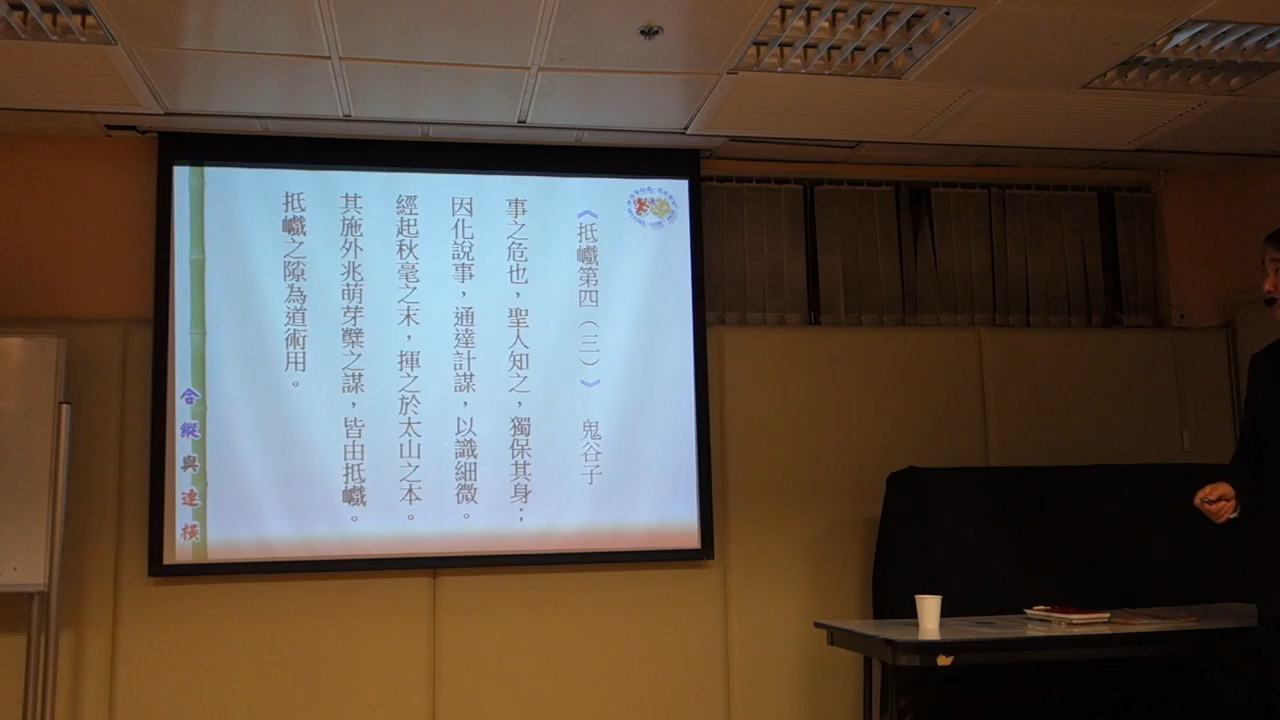 《抵巇第四（三）》　鬼谷子
事之危也，聖人知之，獨保其身；
因化說事，通達計謀，以識細微。
經起秋毫之末，揮之於太山之本。
其施外兆萌芽櫱之謀，皆由抵巇。
抵巇之隙為道術用。
合縱與連橫